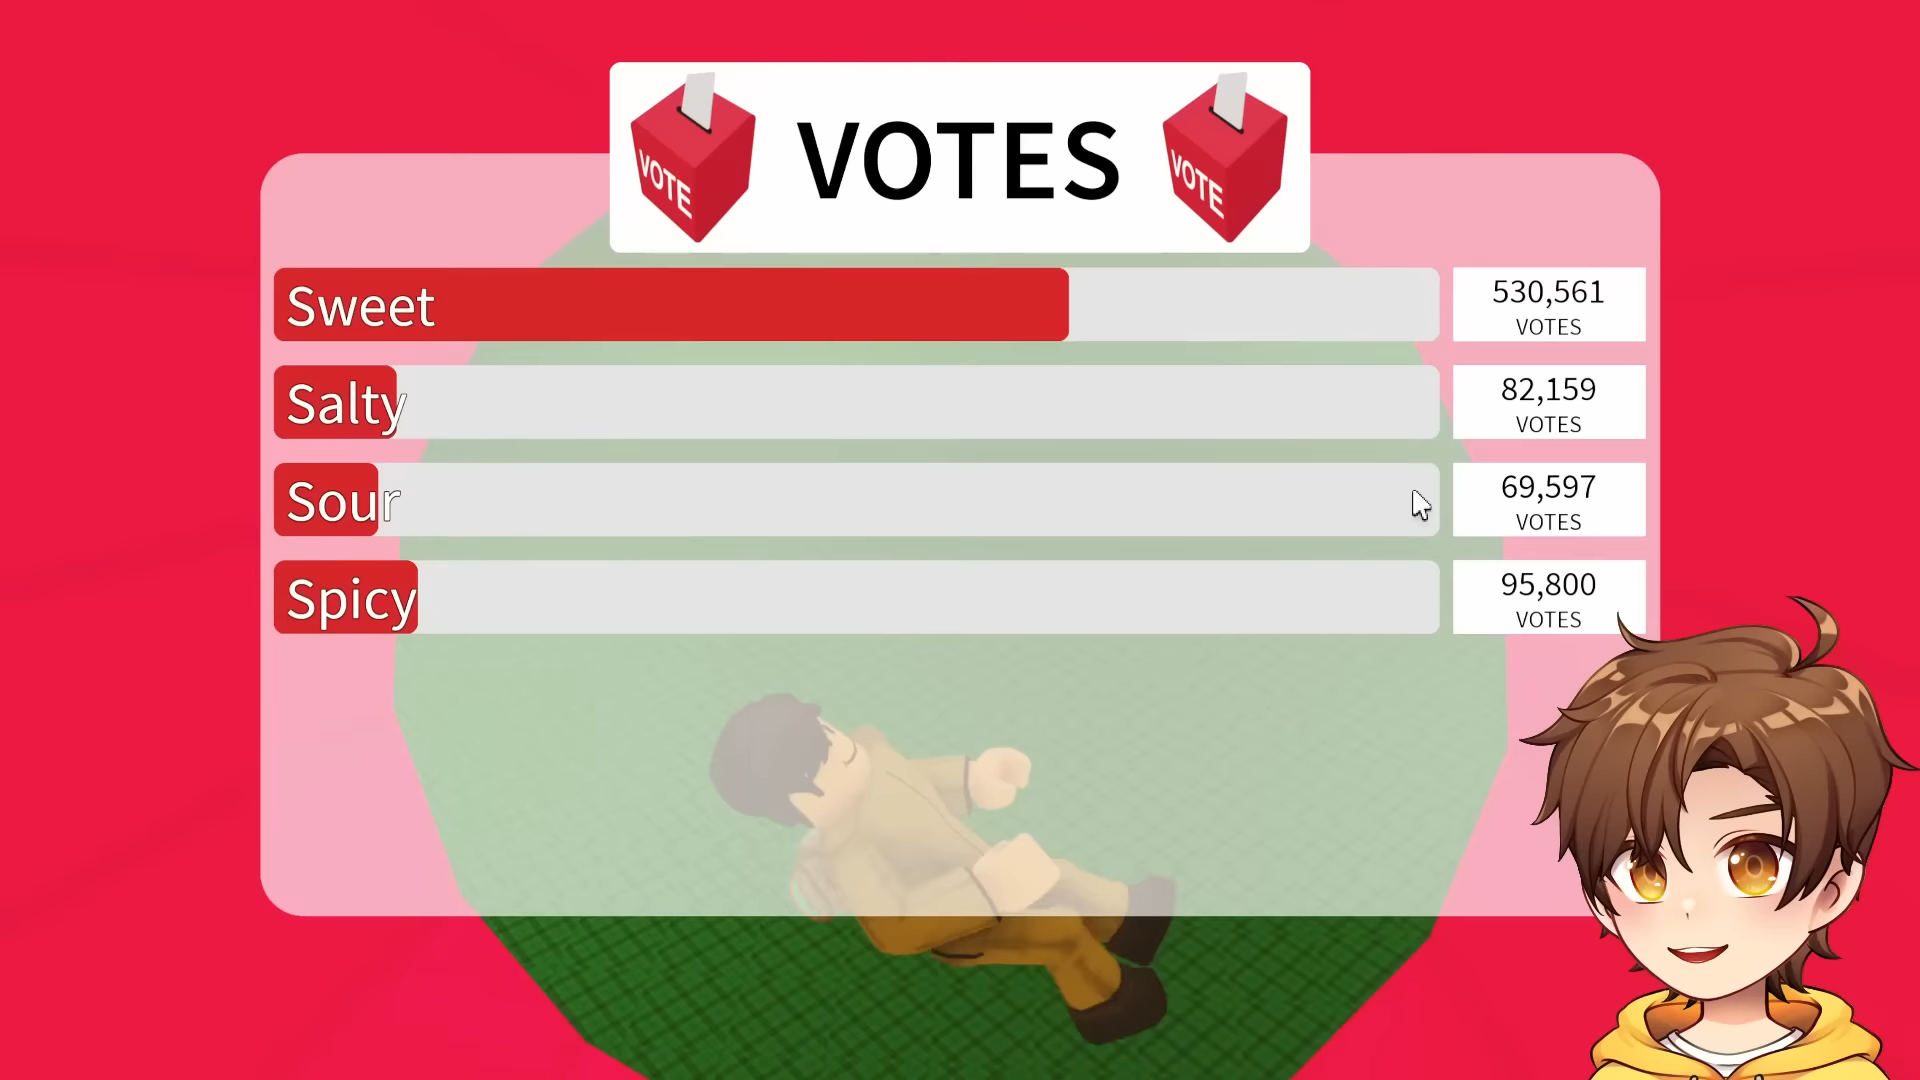 VOTE
VOTES
VOTE
Sweet
530,561
VOTES
Salty
82,159
VOTES
Sour
69,597
VOTES
Spicy
95,800
VOTES